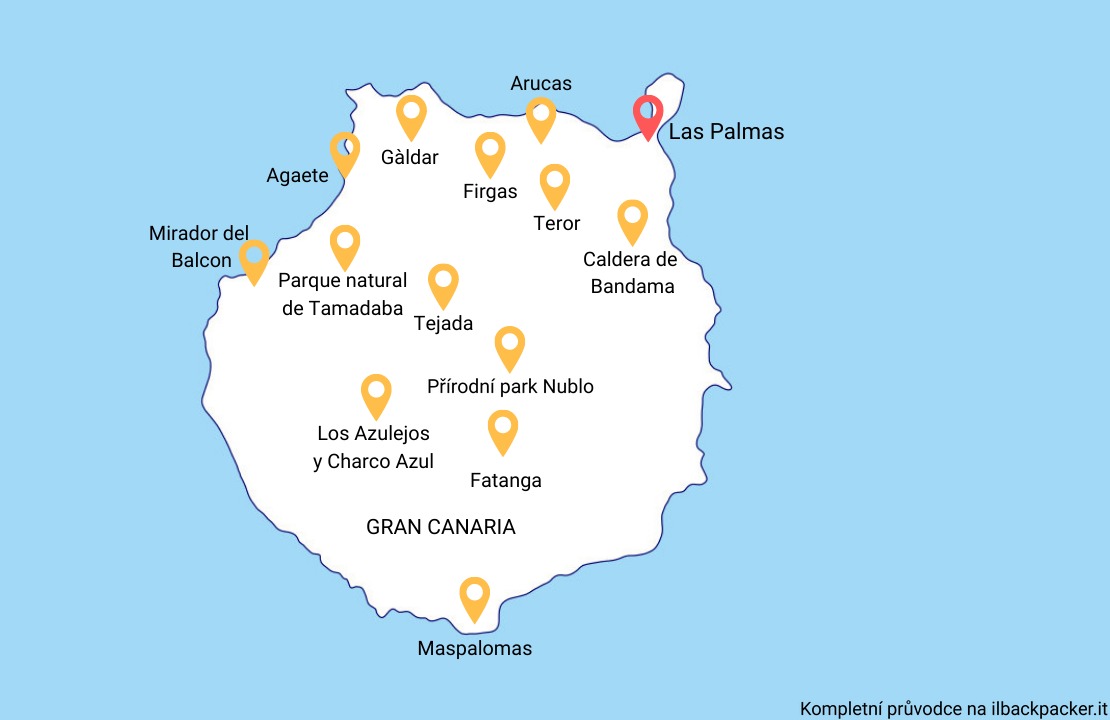 Arucas
Las Palmas
Gàldar
Agaete
Firgas
Teror
Mirador del
Balcon
Caldera de
Bandama
Parque natural
de Tamadaba
Tejada
Přírodní park Nublo
Los Azulejos
y Charco Azul
Fatanga
GRAN CANARIA
Maspalomas
Kompletní průvodce na ilbackpacker.it